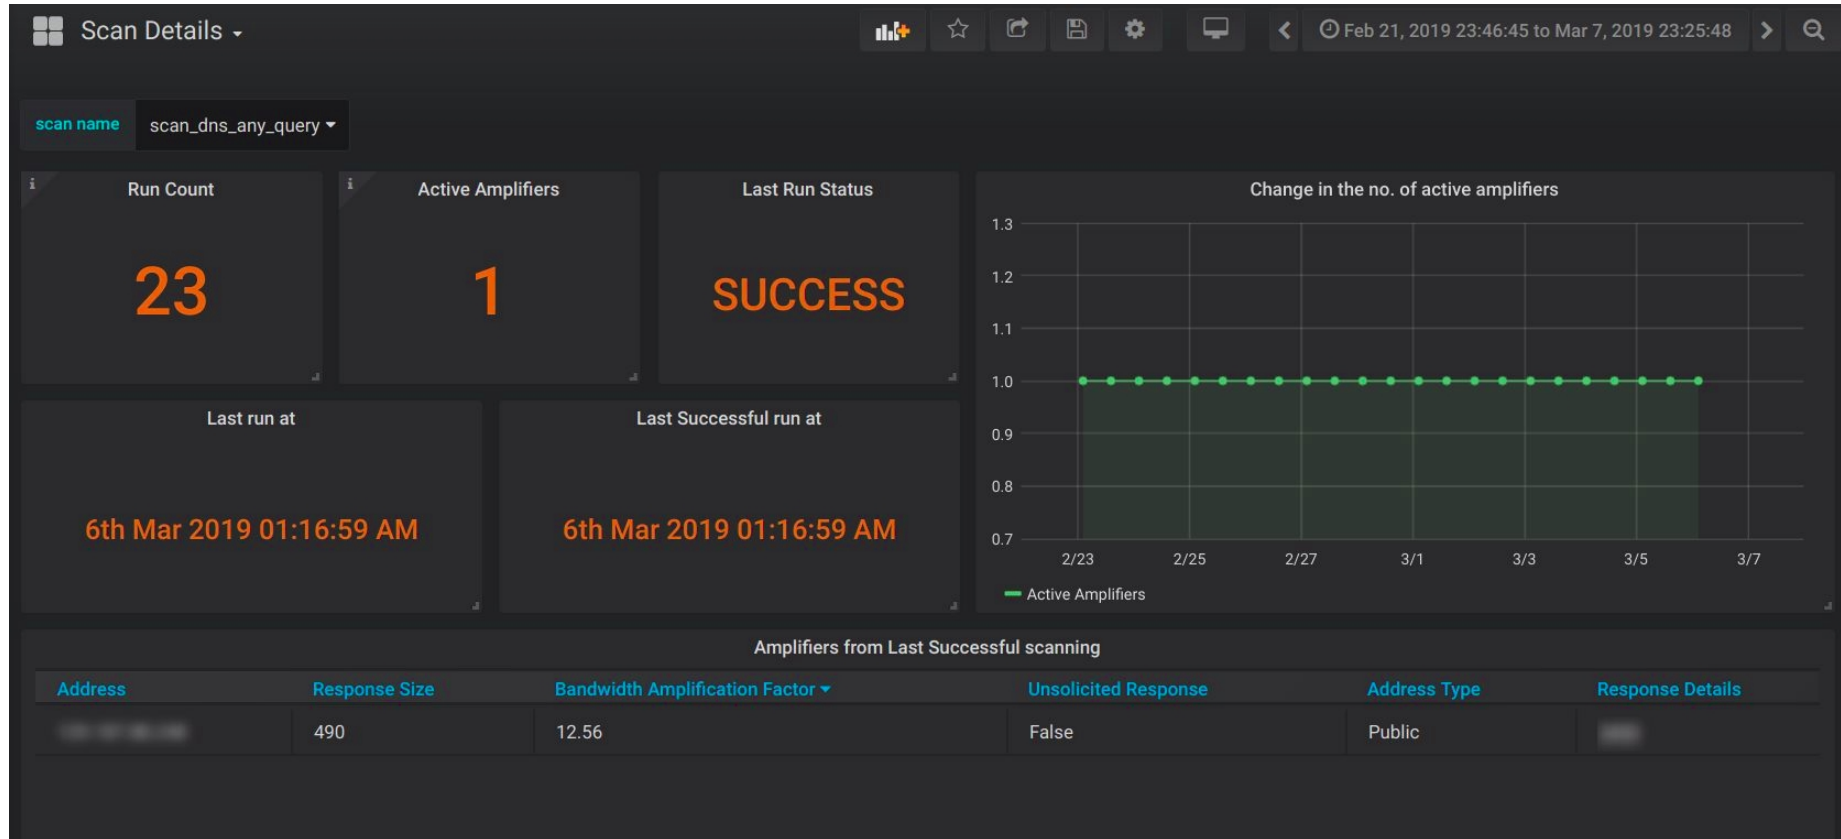 Scan Details
Feb 21, 2019 23:46:45 to Mar 7, 2019 23:25:48
scan name scan_dns_any_query
i Run Count
23
i Active Amplifiers
1
Last Run Status
SUCCESS
Last run at
6th Mar 2019 01:16:59 AM
Last Successful run at
6th Mar 2019 01:16:59 AM
Change in the no. of active amplifiers
1.3
1.2
1.1
1.0
0.9
0.8
0.7
2/23 2/25 2/27 3/1 3/3 3/5 3/7
Active Amplifiers
Amplifiers from Last Successful scanning
Address Response Size Bandwidth Amplification Factor Unsolicited Response Address Type Response Details
490 12.56 False Public